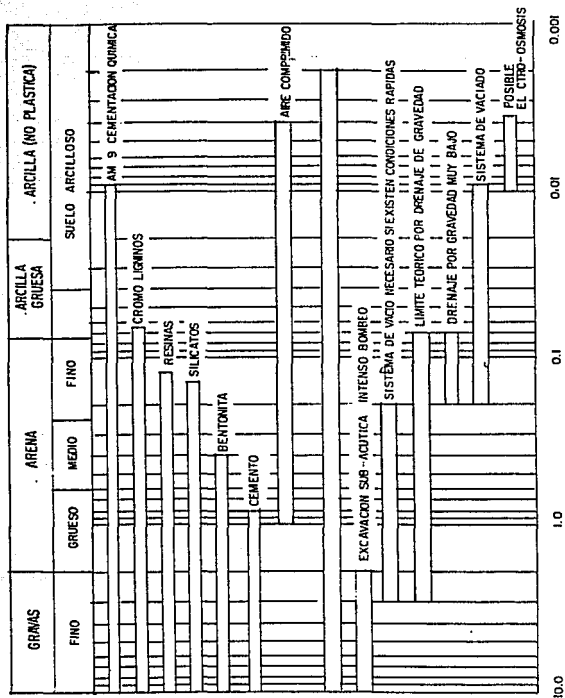 GRAVAS
ARENA
ARCILLA GRUESA
ARCILLA (NO PLASTICA)
FINO
GRUESO
MEDIO
FINO
SUELO ARCILLOSO
AM 9 CEMENTACION QUIMICA
CROMO LIGNINOS
RESINAS
SILICATOS
BENTONITA
CEMENTO
AIRE COMPRIMIDO
EXCAVACION SUB-ACUTICA INTENSO BOMBEO
SISTEMA DE VACIO NECESARIO SI EXISTEN CONDICIONES RAPIDAS
LIMITE TEORICO POR DRENAJE DE GRAVEDAD
DRENAJE POR GRAVEDAD MUY BAJO
SISTEMA DE VACIADO
POSIBLE
EL CTRO-OSMOSIS
10.0
1.0
0.1
0.01
0.001